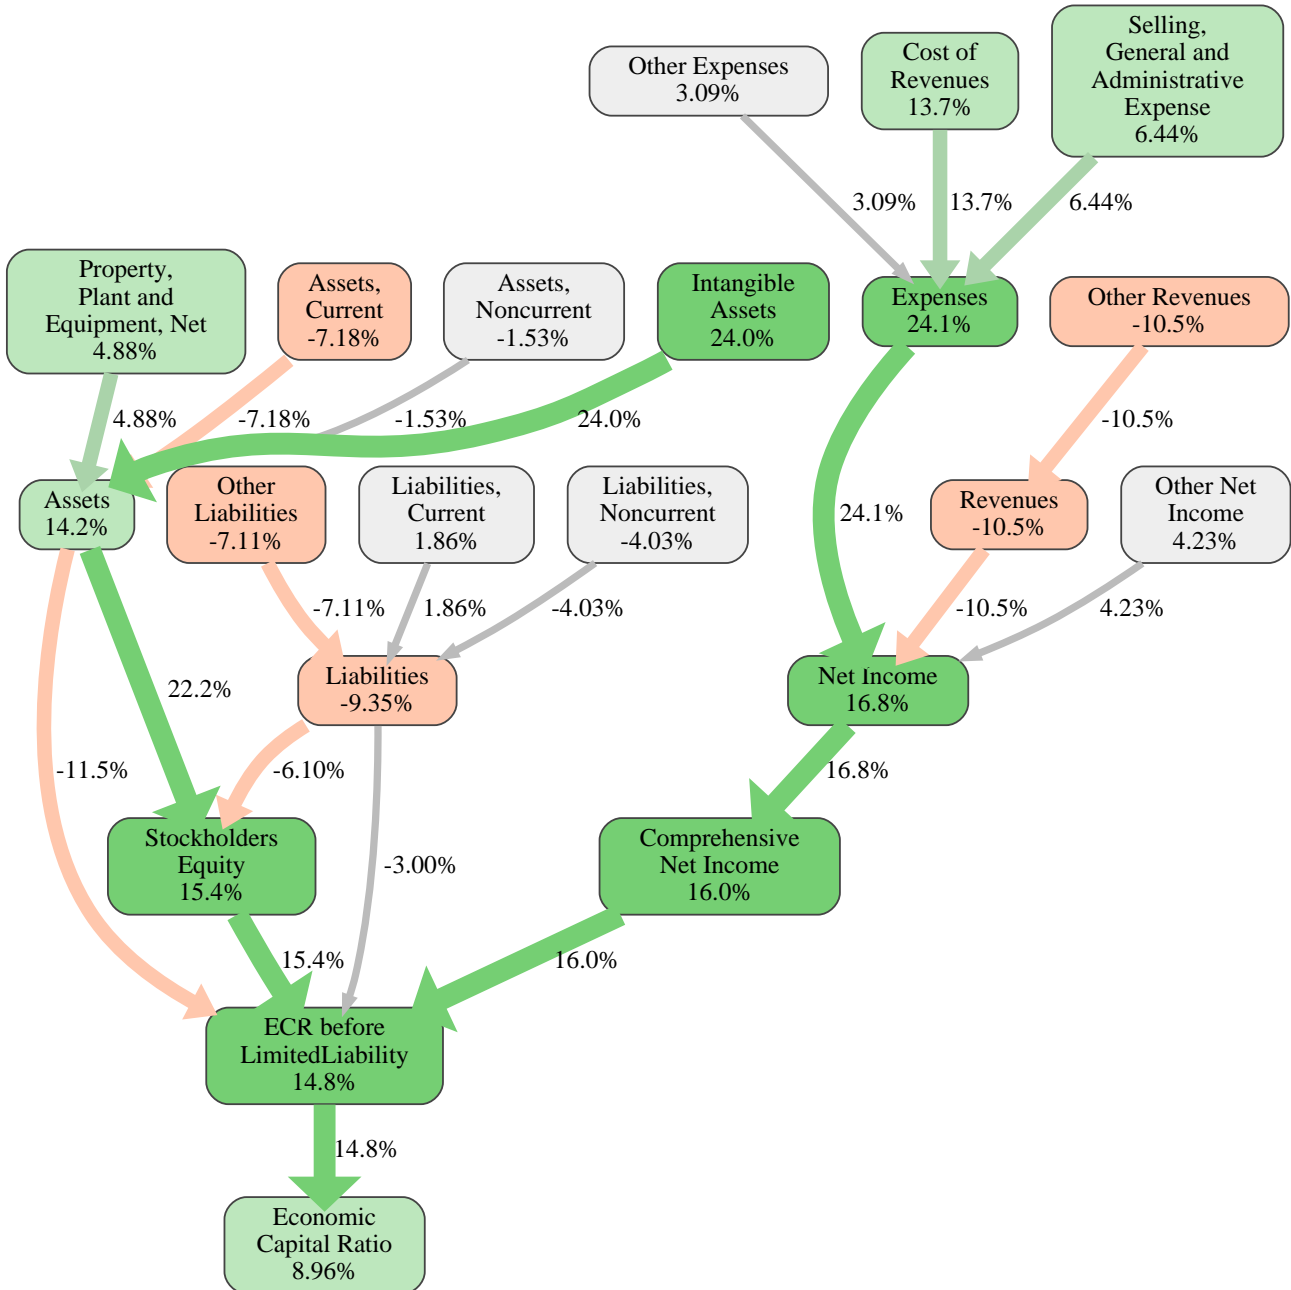 Selling,
General and
Administrative
Expense
6.44%
Cost of
Revenues
13.7%
Other Expenses
3.09%
3.09%
13.7%
6.44%
Property,
Plant and
Equipment, Net
4.88%
Assets,
Current
-7.18%
Assets,
Noncurrent
-1.53%
Intangible
Assets
24.0%
Expenses
24.1%
Other Revenues
-10.5%
4.88%
-7.18%
-1.53%
24.0%
-10.5%
Assets
14.2%
Other
Liabilities
-7.11%
Liabilities,
Current
1.86%
Liabilities,
Noncurrent
-4.03%
24.1%
Revenues
-10.5%
Other Net
Income
4.23%
-7.11%
1.86%
-4.03%
-10.5%
4.23%
22.2%
Liabilities
-9.35%
Net Income
16.8%
-11.5%
-6.10%
16.8%
Stockholders
Equity
15.4%
-3.00%
Comprehensive
Net Income
16.0%
15.4%
16.0%
ECR before
LimitedLiability
14.8%
14.8%
Economic
Capital Ratio
8.96%